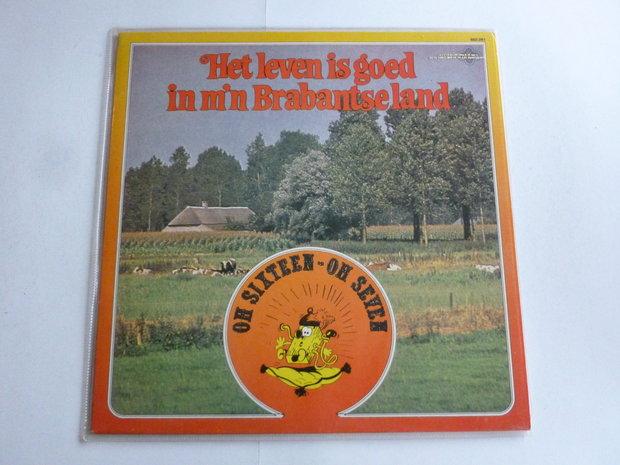 Het leven is goed
in m'n Brabantse land
OH SIXTEEN - OH SEVEN